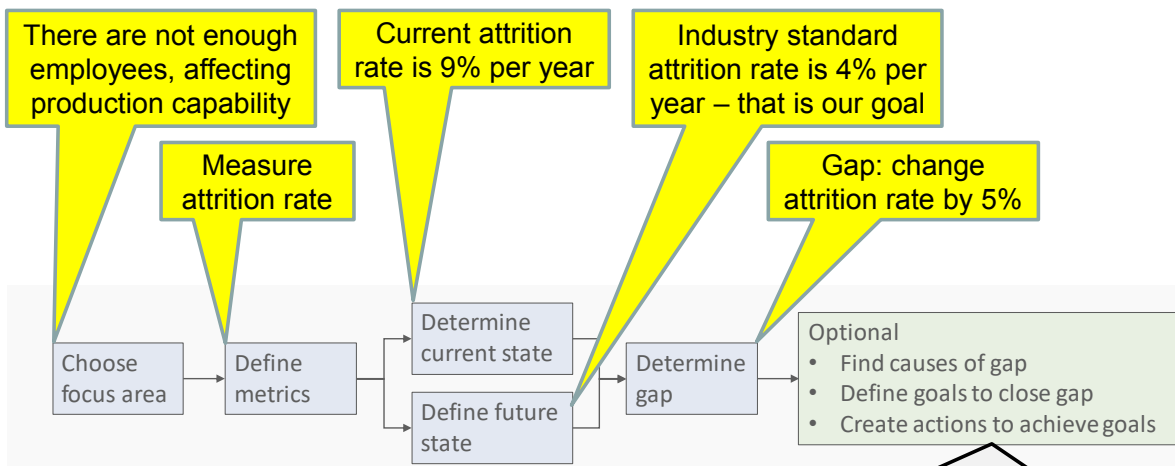 There are not enough
employees, affecting
production capability
Current attrition
rate is 9% per year
Industry standard
attrition rate is 4% per
year – that is our goal
Measure
attrition rate
Gap: change
attrition rate by 5%
Choose
focus area
Define
metrics
Determine
current state
Define future
state
Determine
gap
Optional
• Find causes of gap
• Define goals to close gap
• Create actions to achieve goals